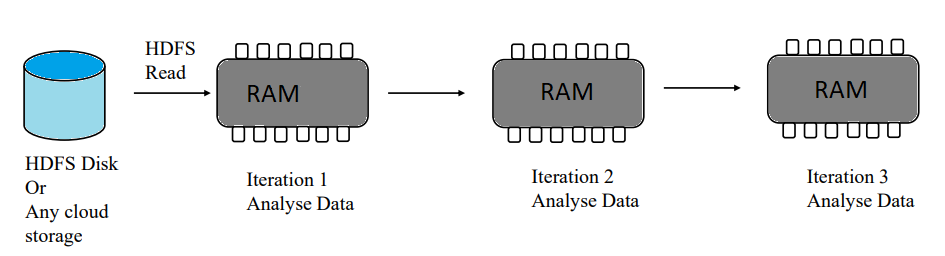 HDFS
Read
RAM
RAM
RAM
HDFS Disk
Or
Any cloud
storage
Iteration 1
Analyse Data
Iteration 2
Analyse Data
Iteration 3
Analyse Data